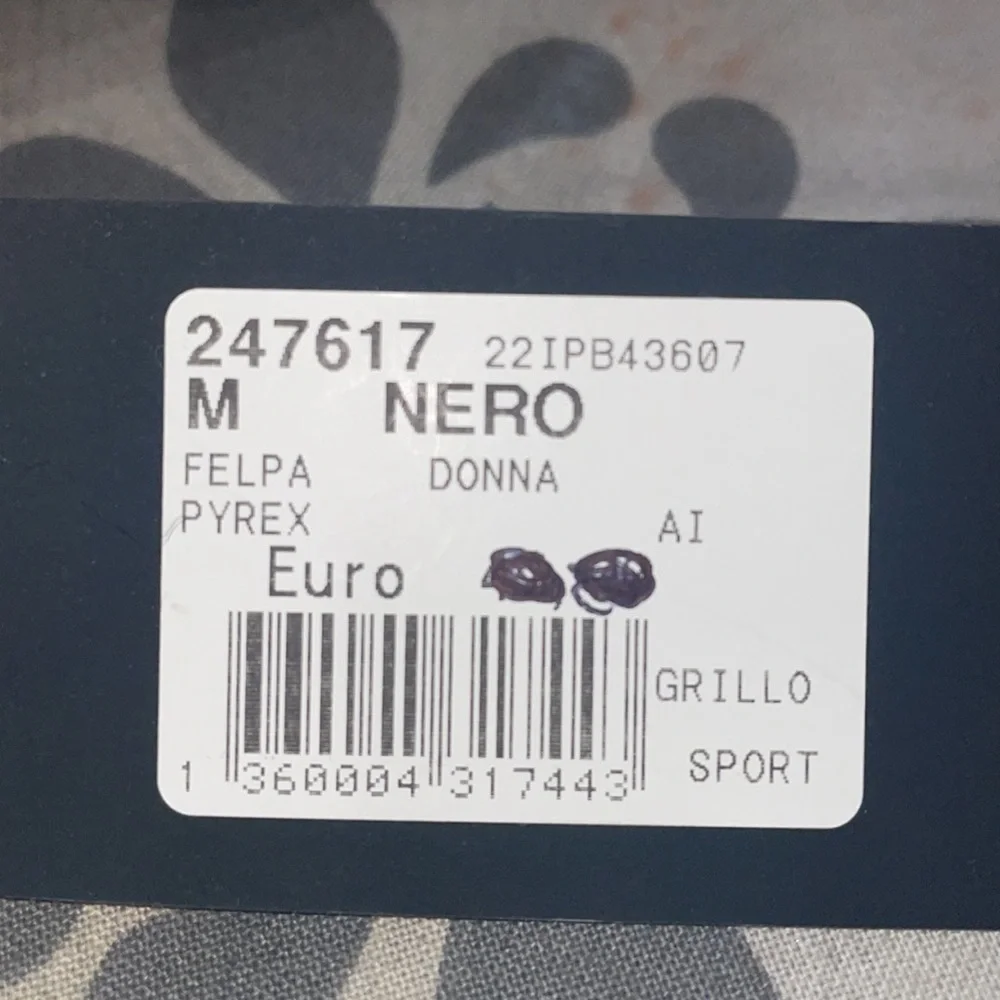 247617 22IPB43607
M NERO
FELPA DONNA
PYREX AI
Euro
GRILLO
SPORT
1 360004 317443